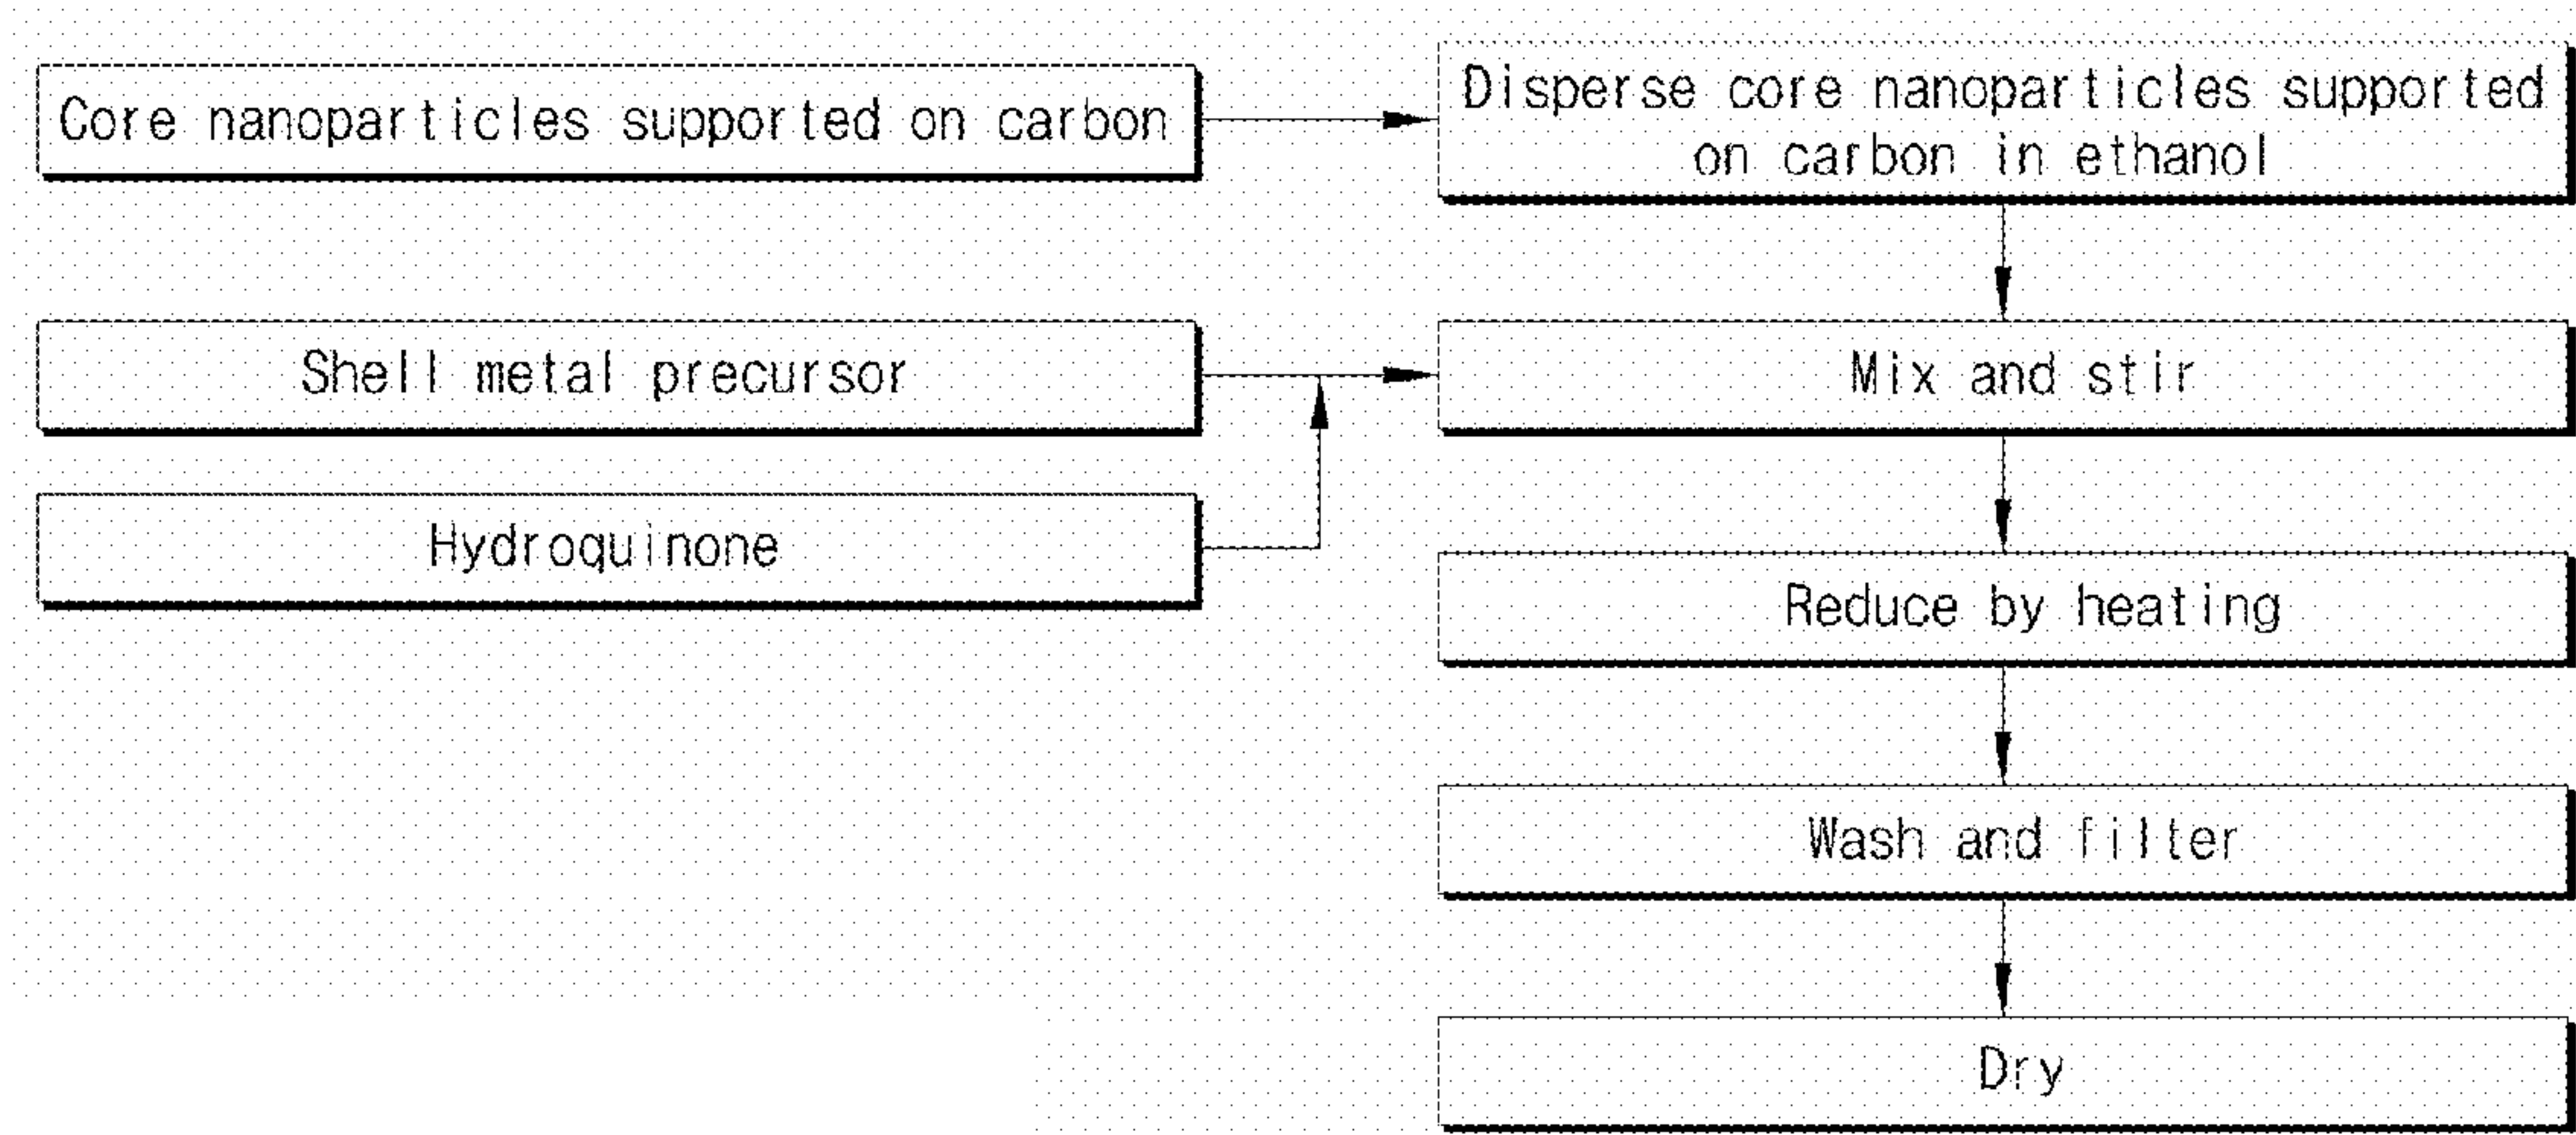 Core nanoparticles supported on carbon
Disperse core nanoparticles supported
on carbon in ethanol
Shell metal precursor
Mix and stir
Hydroquinone
Reduce by heating
Wash and filter
Dry